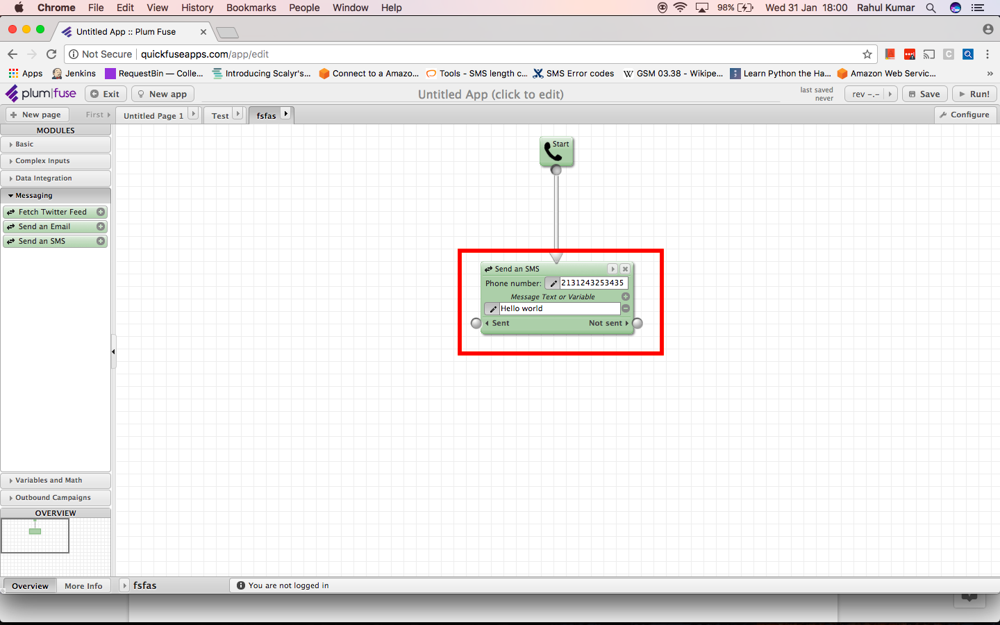 Chrome File Edit View History Bookmarks People Window Help 98% Wed 31 Jan 18:00 Rahul Kumar
Untitled App :: Plum Fuse
Not Secure quickfuseapps.com/app/edit
Apps Jenkins RequestBin — Colle... Introducing Scalyr's... Connect to a Amazo... Tools - SMS length c... SMS Error codes GSM 03.38 - Wikipe... Learn Python the Ha... Amazon Web Servic... »
plum|fuse Exit New app Untitled App (click to edit) last saved never rev -.- Save Run!
New page First Untitled Page 1 Test fsfas Configure
MODULES
Basic
Complex Inputs
Data Integration
Messaging
Fetch Twitter Feed
Send an Email
Send an SMS
Start
Send an SMS
Phone number: 2131243253435
Message Text or Variable
Hello world
Sent Not sent
Variables and Math
Outbound Campaigns
OVERVIEW
Overview More Info fsfas You are not logged in